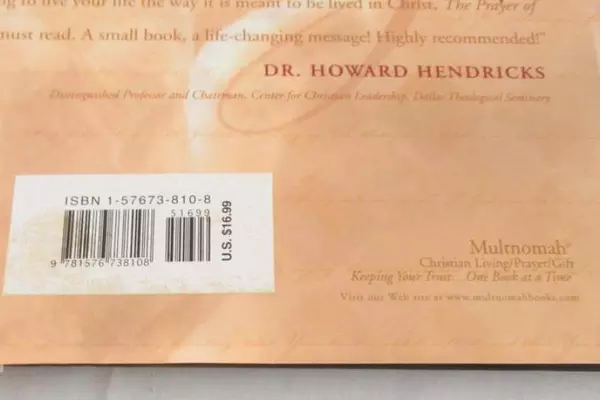 g to live your life the way it is meant to be lived in Christ, The Prayer of
must read. A small book, a life-changing message! Highly recommended!"
DR. HOWARD HENDRICKS
Distinguished Professor and Chairman, Center for Christian Leadership, Dallas Theological Seminary
ISBN 1-57673-810-8
51699
9 781576 738108
U.S. $16.99
Multnomah®
Christian Living/Prayer/Gift
Keeping Your Trust... One Book at a Time®
Visit our Web site at www.multnomahbooks.com